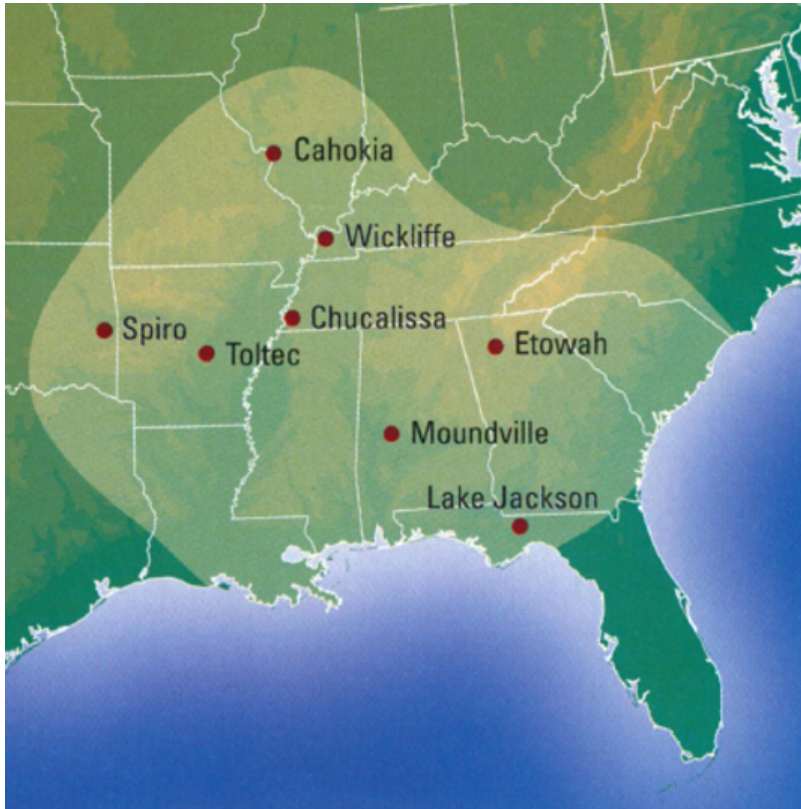 Cahokia
Wickliffe
Chucalissa
Spiro
Toltec
Etowah
Moundville
Lake Jackson